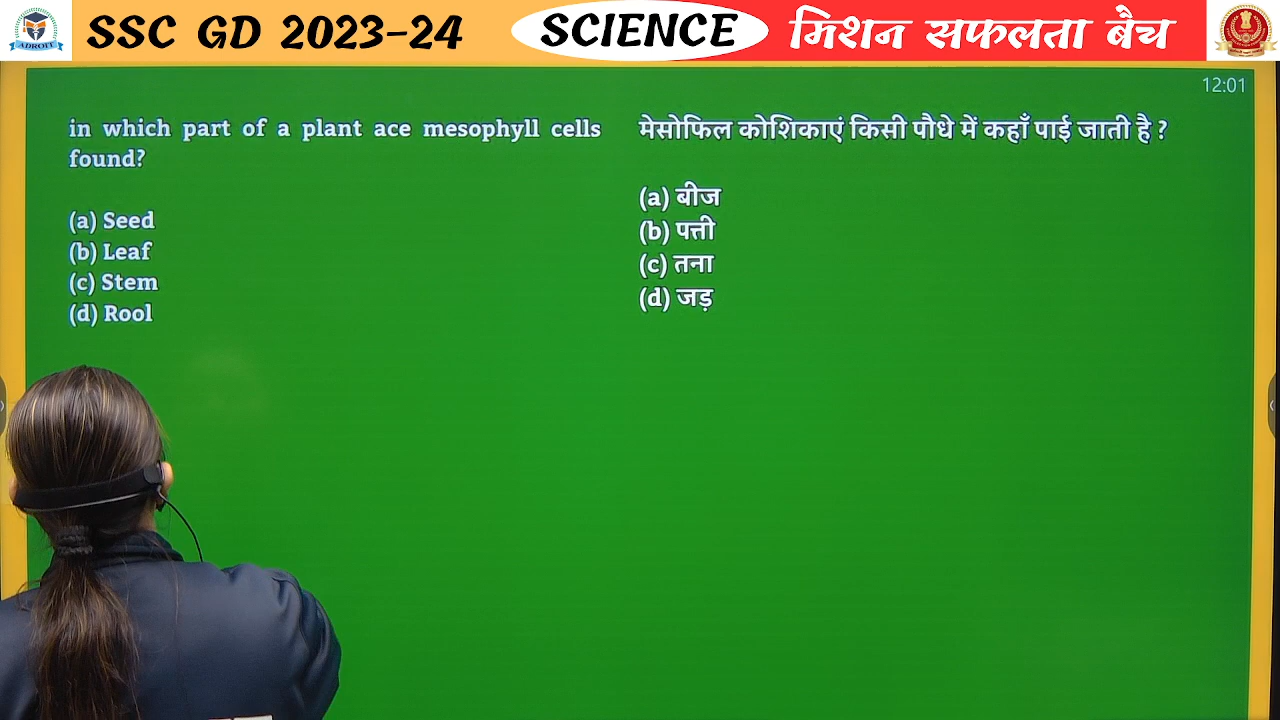 SSC GD 2023-24
SCIENCE
मिशन सफलता बैच
ADROIT
12:01
in which part of a plant ace mesophyll cells
found?
(a) Seed
(b) Leaf
(c) Stem
(d) Rool
मेसोफिल कोशिकाएं किसी पौधे में कहाँ पाई जाती है ?
(a) बीज
(b) पत्ती
(c) तना
(d) जड़